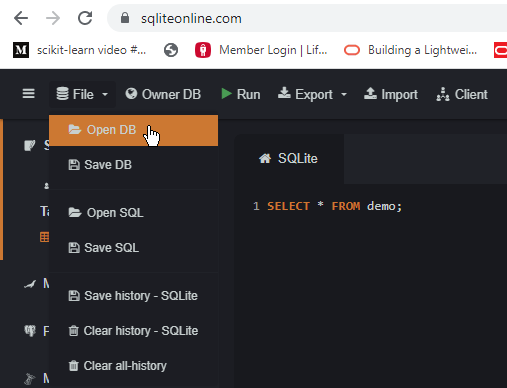 sqliteonline.com
scikit-learn video #...
Member Login | Lif...
Building a Lightwei...
File
Owner DB
Run
Export
Import
Client
Open DB
Save DB
Open SQL
Save SQL
Save history - SQLite
Clear history - SQLite
Clear all-history
S
Ta
M
P
M
SQLite
1 SELECT * FROM demo;